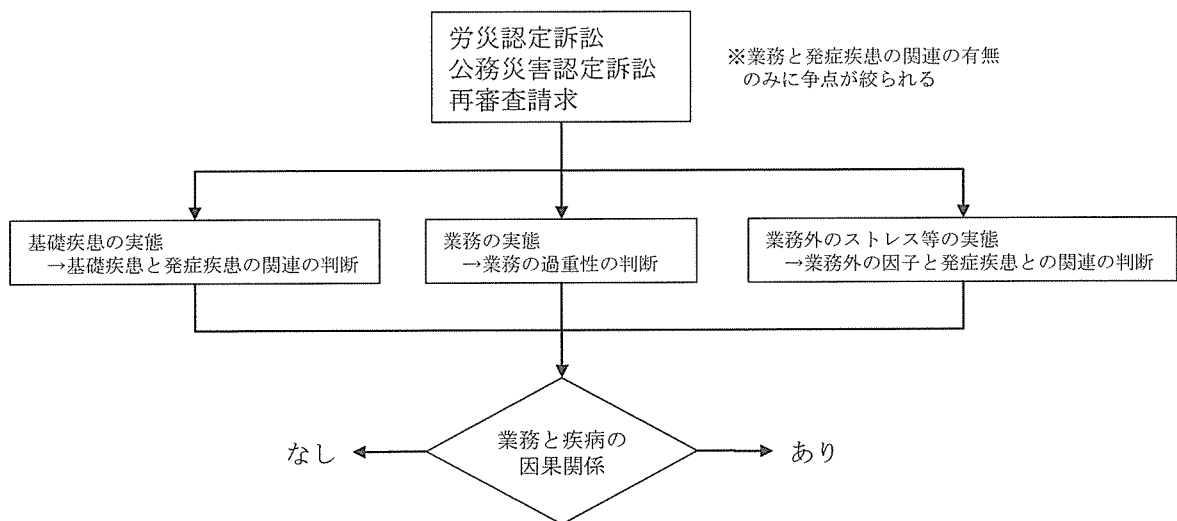 労災認定訴訟
公務災害認定訴訟
再審査請求
※業務と発症疾患の関連の有無
のみに争点が絞られる
基礎疾患の実態
→基礎疾患と発症疾患の関連の判断
業務の実態
→業務の過重性の判断
業務外のストレス等の実態
→業務外の因子と発症疾患との関連の判断
業務と疾病の
因果関係
なし
あり